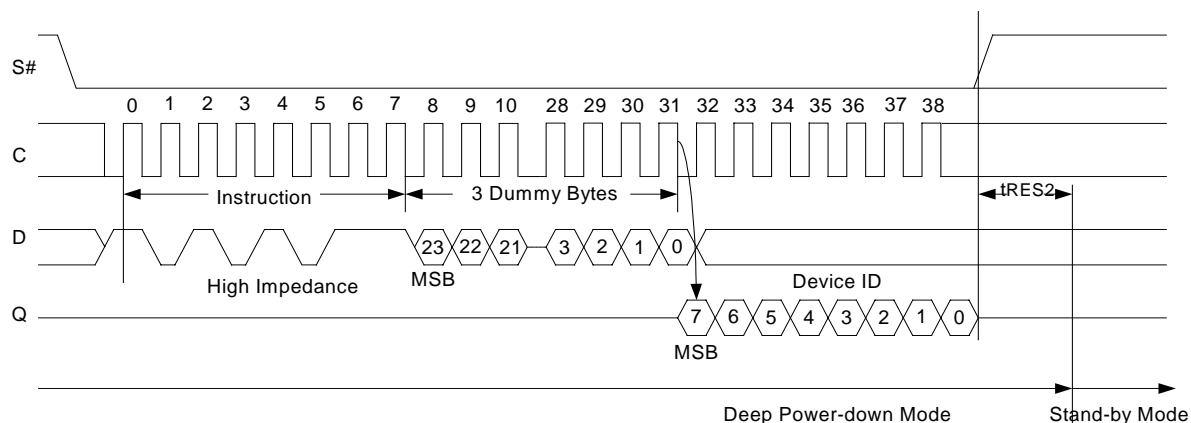 S#
0 1 2 3 4 5 6 7 8 9 10 28 29 30 31 32 33 34 35 36 37 38
C
Instruction 3 Dummy Bytes tRES2
D 23 22 21 3 2 1 0
High Impedance MSB Device ID
Q 7 6 5 4 3 2 1 0
MSB
Deep Power-down Mode Stand-by Mode